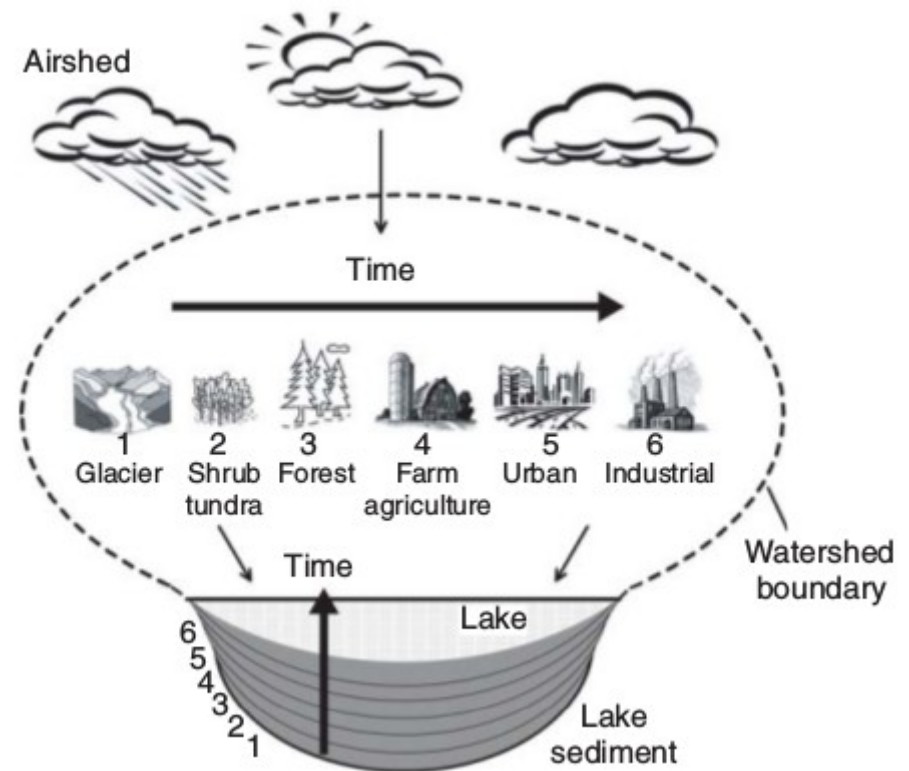 Airshed
Time
1
Glacier
2
Shrub
tundra
3
Forest
4
Farm
agriculture
5
Urban
6
Industrial
Watershed
boundary
Time
Lake
6
5
4
3
2
1
Lake
sediment